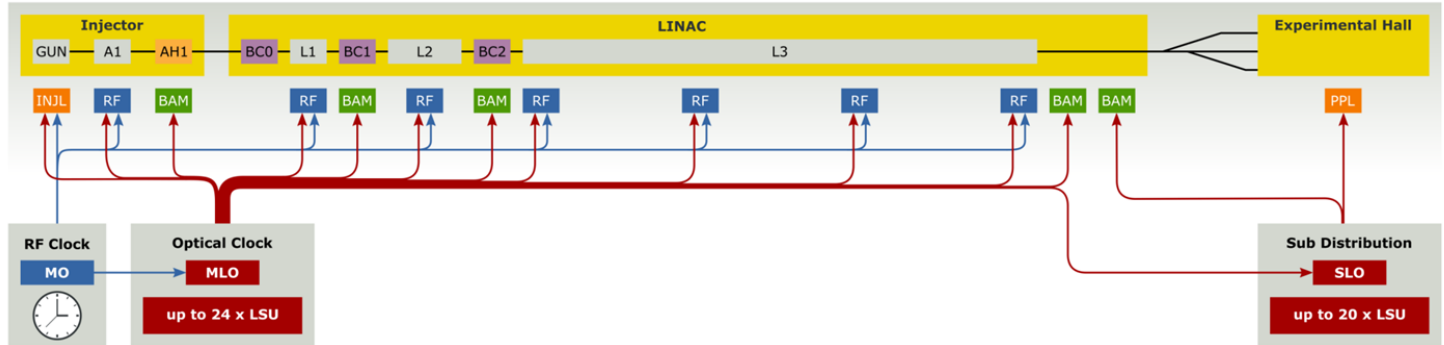 Injector
LINAC
Experimental Hall
GUN
A1
AH1
BC0
L1
BC1
L2
BC2
L3
INJL
RF
BAM
RF
BAM
RF
BAM
RF
RF
RF
RF
BAM
BAM
PPL
RF Clock
MO
Optical Clock
MLO
up to 24 x LSU
Sub Distribution
SLO
up to 20 x LSU